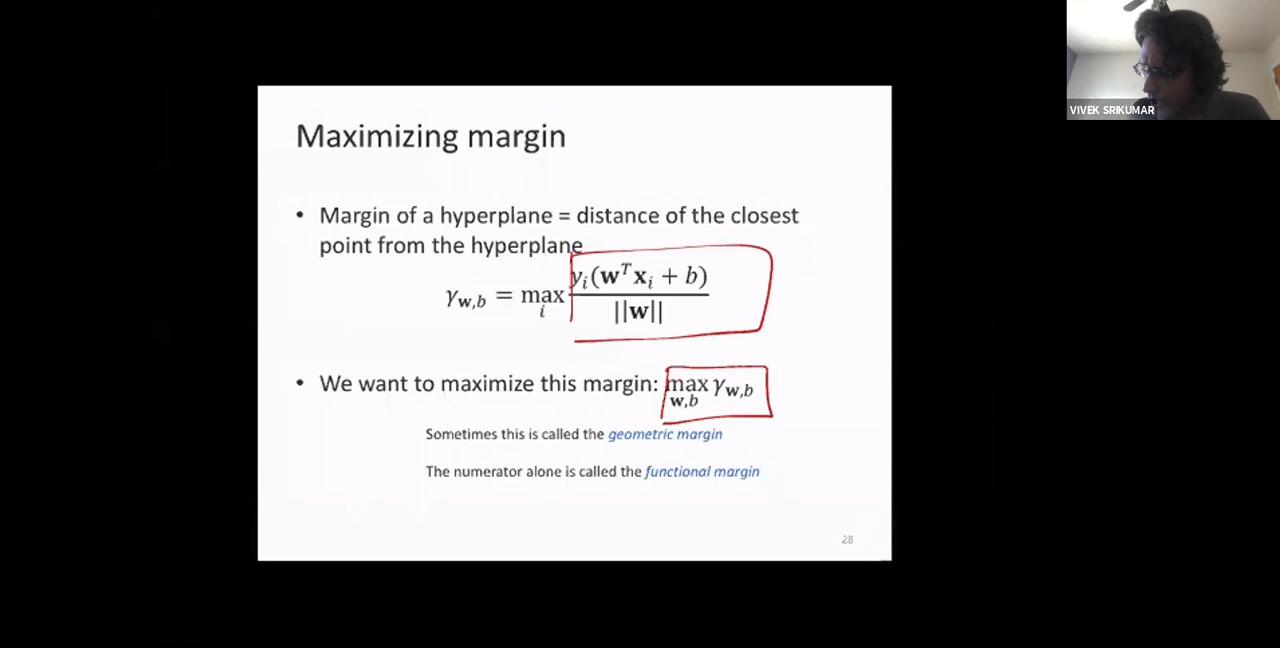 VIVEK SRIKUMAR
Maximizing margin
• Margin of a hyperplane = distance of the closest
point from the hyperplane
γ_{w,b} = max_i y_i(w^T x_i + b) / ||w||
• We want to maximize this margin: max_{w,b} γ_{w,b}
Sometimes this is called the geometric margin
The numerator alone is called the functional margin
28